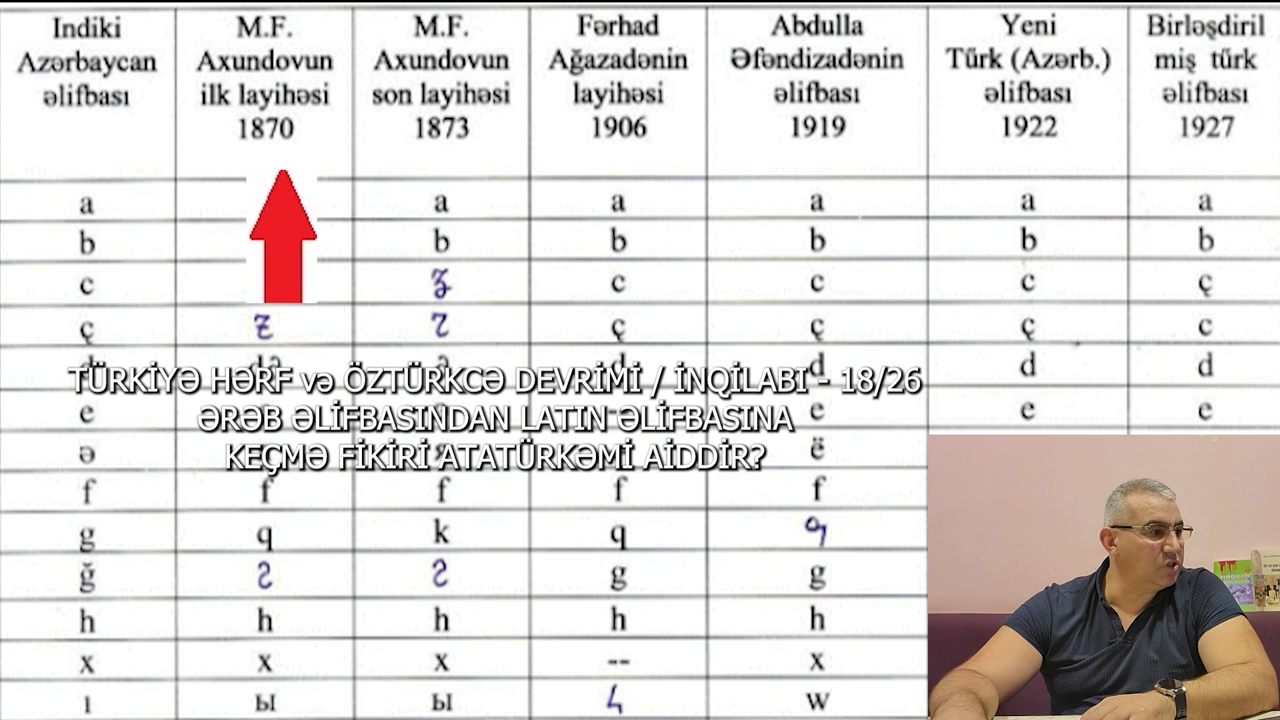 Indiki Azərbaycan əlifbası | M.F. Axundovun ilk layihəsi 1870 | M.F. Axundovun son layihəsi 1873 | Fərhad Ağazadənin layihəsi 1906 | Abdulla Əfəndizadənin əlifbası 1919 | Yeni Türk (Azərb.) əlifbası 1922 | Birləşdiril miş türk əlifbası 1927
a a a a a a
b b b b b b
c ʒ c c c ç
ç ç ç ç c
d d d d
TÜRKİYƏ HƏRF və ÖZTÜRKCƏ DEVRİMİ / İNQİLABI - 18/26
e e e e
ƏRƏB ƏLİFBASINDAN LATIN ƏLİFBASINA
ə ë
KEÇMƏ FİKİRİ ATATÜRKƏMİ AİDDİR?
f f f f f
g q k q
ğ g g
h h h h h
x x x -- x
ı ы ы w